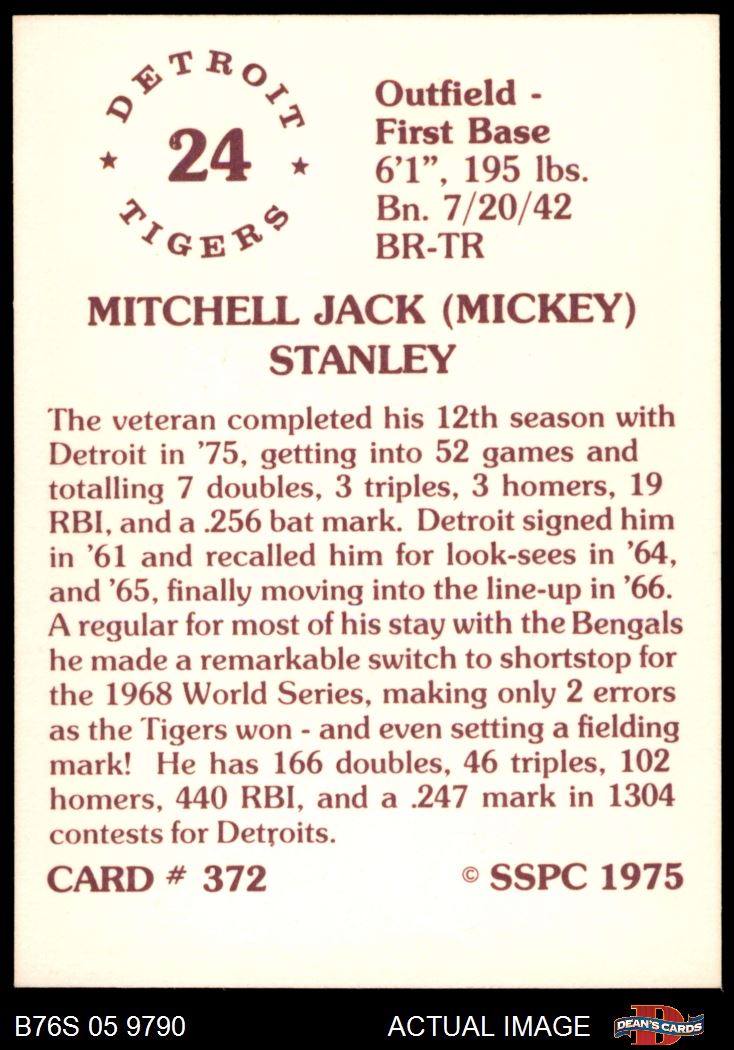 DETROIT
24
TIGERS
Outfield -
First Base
6'1”, 195 lbs.
Bn. 7/20/42
BR-TR
MITCHELL JACK (MICKEY)
STANLEY
The veteran completed his 12th season with
Detroit in ’75, getting into 52 games and
totalling 7 doubles, 3 triples, 3 homers, 19
RBI, and a .256 bat mark. Detroit signed him
in ’61 and recalled him for look-sees in ’64,
and ’65, finally moving into the line-up in ’66.
A regular for most of his stay with the Bengals
he made a remarkable switch to shortstop for
the 1968 World Series, making only 2 errors
as the Tigers won - and even setting a fielding
mark! He has 166 doubles, 46 triples, 102
homers, 440 RBI, and a .247 mark in 1304
contests for Detroits.
CARD # 372
© SSPC 1975
B76S 05 9790
ACTUAL IMAGE
D
DEAN'S CARDS